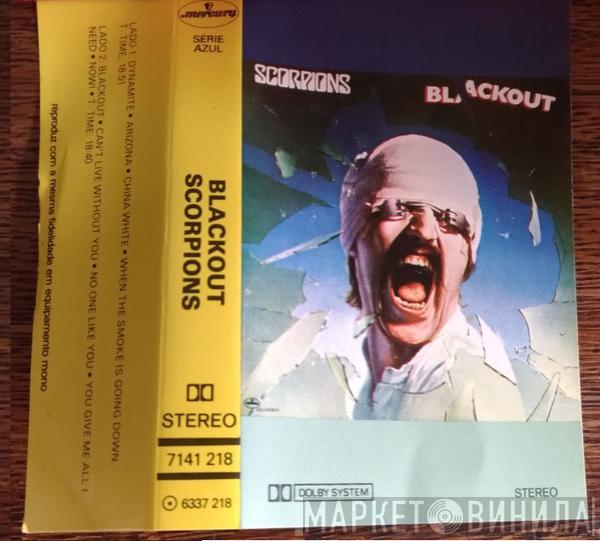 mercury
SÉRIE
AZUL
LADO 1: DYNAMITE • ARIZONA • CHINA WHITE • WHEN THE SMOKE IS GOING DOWN
T. TIME: 18:51
LADO 2: BLACKOUT • CAN'T LIVE WITHOUT YOU • NO ONE LIKE YOU • YOU GIVE ME ALL I
NEED • NOW! • T. TIME: 18:40
reproduz com a mesma fidelidade em equipamento mono
BLACKOUT
SCORPIONS
STEREO
7141 218
6337 218
SCORPIONS
BLACKOUT
DOLBY SYSTEM
STEREO
МАРКЕТ ВИНИЛА